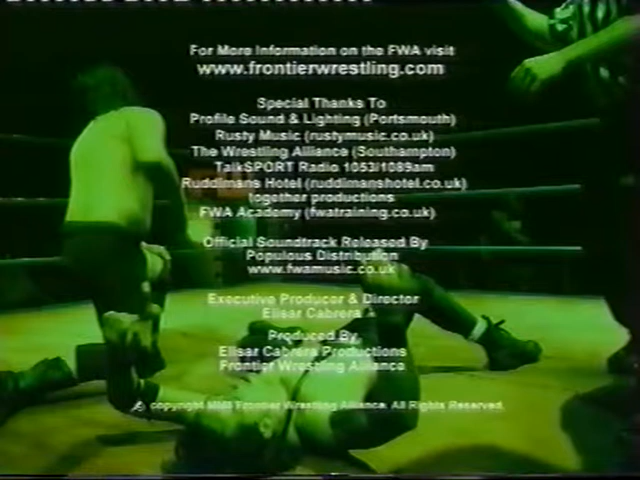 For More Information on the FWA visit
www.frontierwrestling.com
Special Thanks To
Profile Sound & Lighting (Portsmouth)
Rusty Music (rustymusic.co.uk)
The Wrestling Alliance (Southampton)
TalkSPORT Radio 1053/1089am
Ruddimans Hotel (ruddimanshotel.co.uk)
together productions
FWA Academy (fwatraining.co.uk)
Official Soundtrack Released By
Populous Distribution
www.fwamusic.co.uk
Executive Producer & Director
Elisar Cabrera
Produced By
Elisar Cabrera Productions
Frontier Wrestling Alliance
© copyright Frontier Wrestling Alliance. All Rights Reserved.